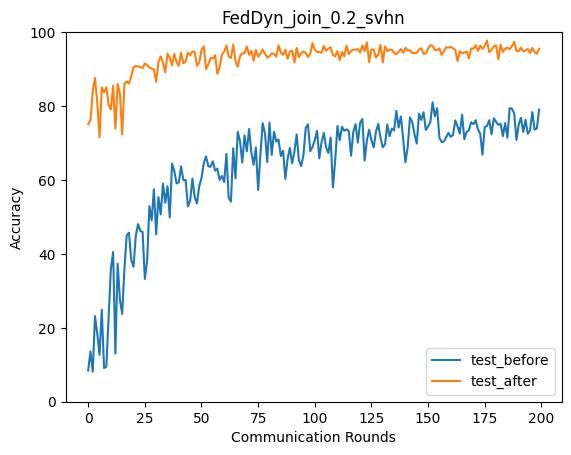 FedDyn_join_0.2_svhn
Accuracy
100
80
60
40
20
0
0 25 50 75 100 125 150 175 200
Communication Rounds
test_before
test_after